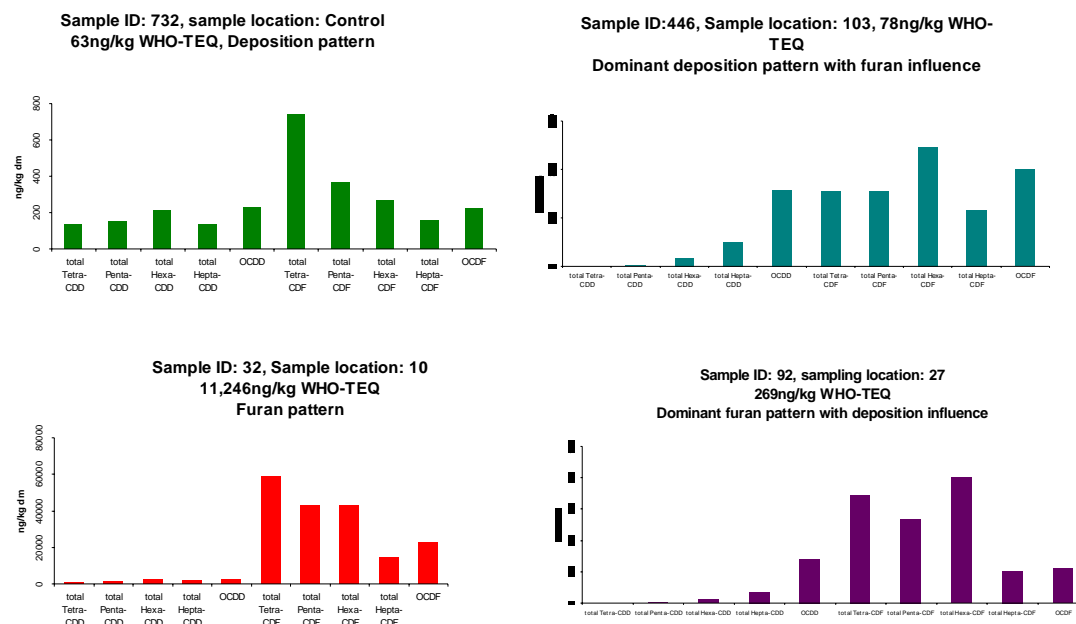 Sample ID: 732, sample location: Control
63ng/kg WHO-TEQ, Deposition pattern
800
600
400
200
0
ng/kg dm
total Tetra-CDD
total Penta-CDD
total Hexa-CDD
total Hepta-CDD
OCDD
total Tetra-CDF
total Penta-CDF
total Hexa-CDF
total Hepta-CDF
OCDF
Sample ID:446, Sample location: 103, 78ng/kg WHO-
TEQ
Dominant deposition pattern with furan influence
total Tetra-CDD
total Penta-CDD
total Hexa-CDD
total Hepta-CDD
OCDD
total Tetra-CDF
total Penta-CDF
total Hexa-CDF
total Hepta-CDF
OCDF
Sample ID: 32, Sample location: 10
11,246ng/kg WHO-TEQ
Furan pattern
80000
60000
40000
20000
0
ng/kg dm
total Tetra-CDD
total Penta-CDD
total Hexa-CDD
total Hepta-CDD
OCDD
total Tetra-CDF
total Penta-CDF
total Hexa-CDF
total Hepta-CDF
OCDF
Sample ID: 92, sampling location: 27
269ng/kg WHO-TEQ
Dominant furan pattern with deposition influence
total Tetra-CDD
total Penta-CDD
total Hexa-CDD
total Hepta-CDD
OCDD
total Tetra-CDF
total Penta-CDF
total Hexa-CDF
total Hepta-CDF
OCDF